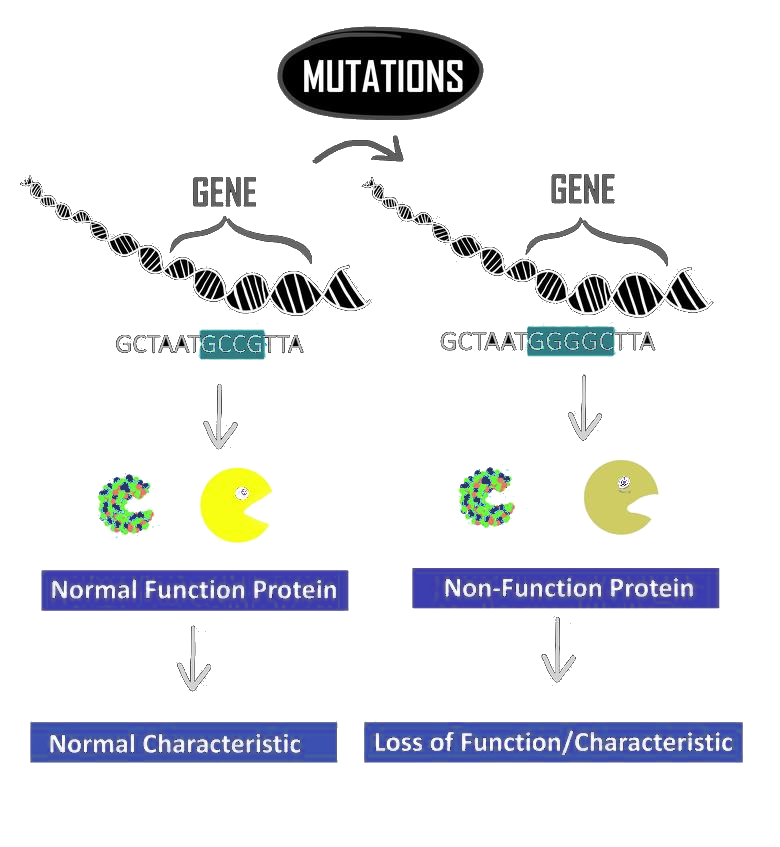 MUTATIONS
GENE
GENE
GCTAATGCCGTTA
GCTAATGGGGCTTA
Normal Function Protein
Non-Function Protein
Normal Characteristic
Loss of Function/Characteristic